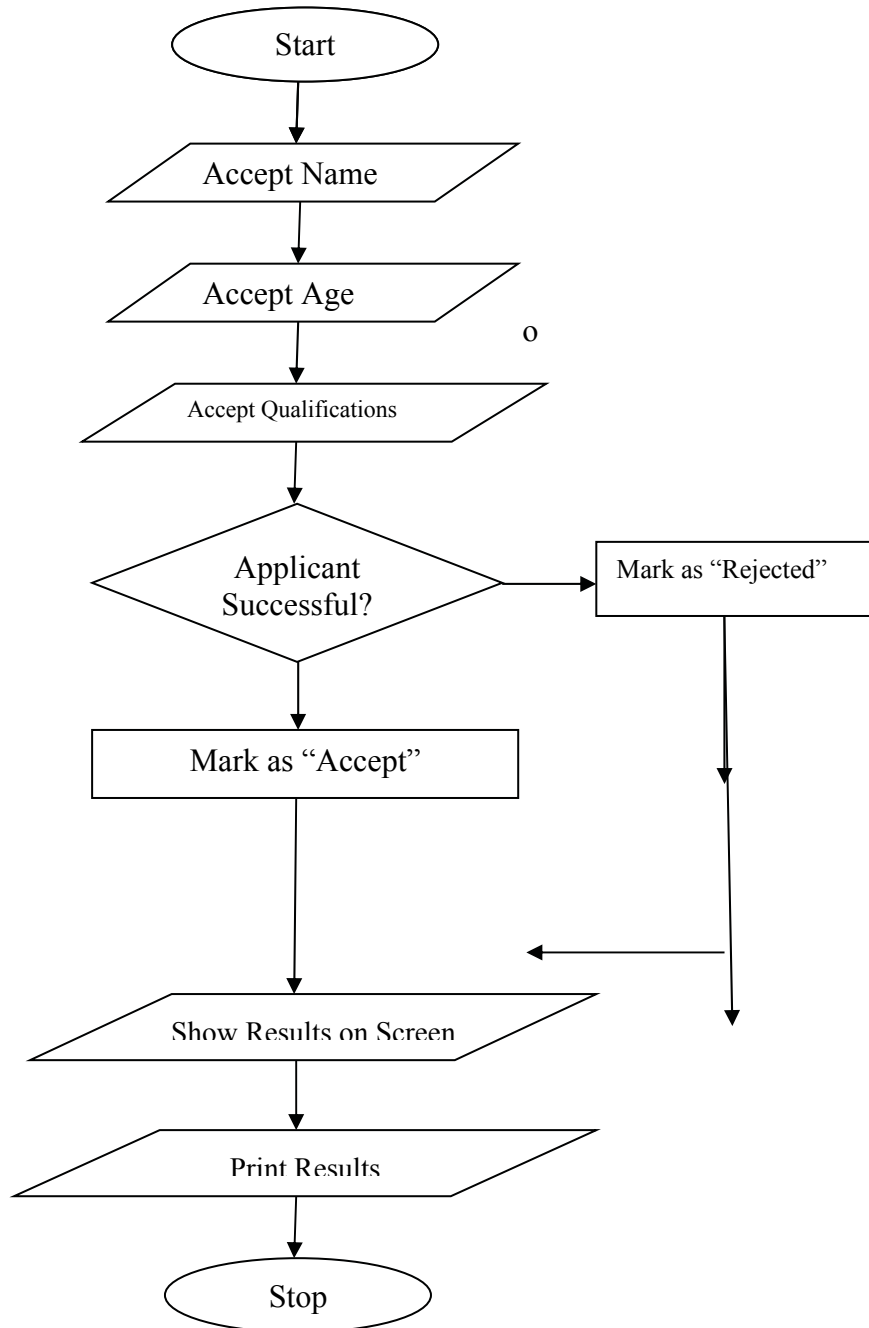 Start
Accept Name
Accept Age
o
Accept Qualifications
Applicant
Successful?
Mark as “Rejected”
Mark as “Accept”
Show Results on Screen
Print Results
Stop